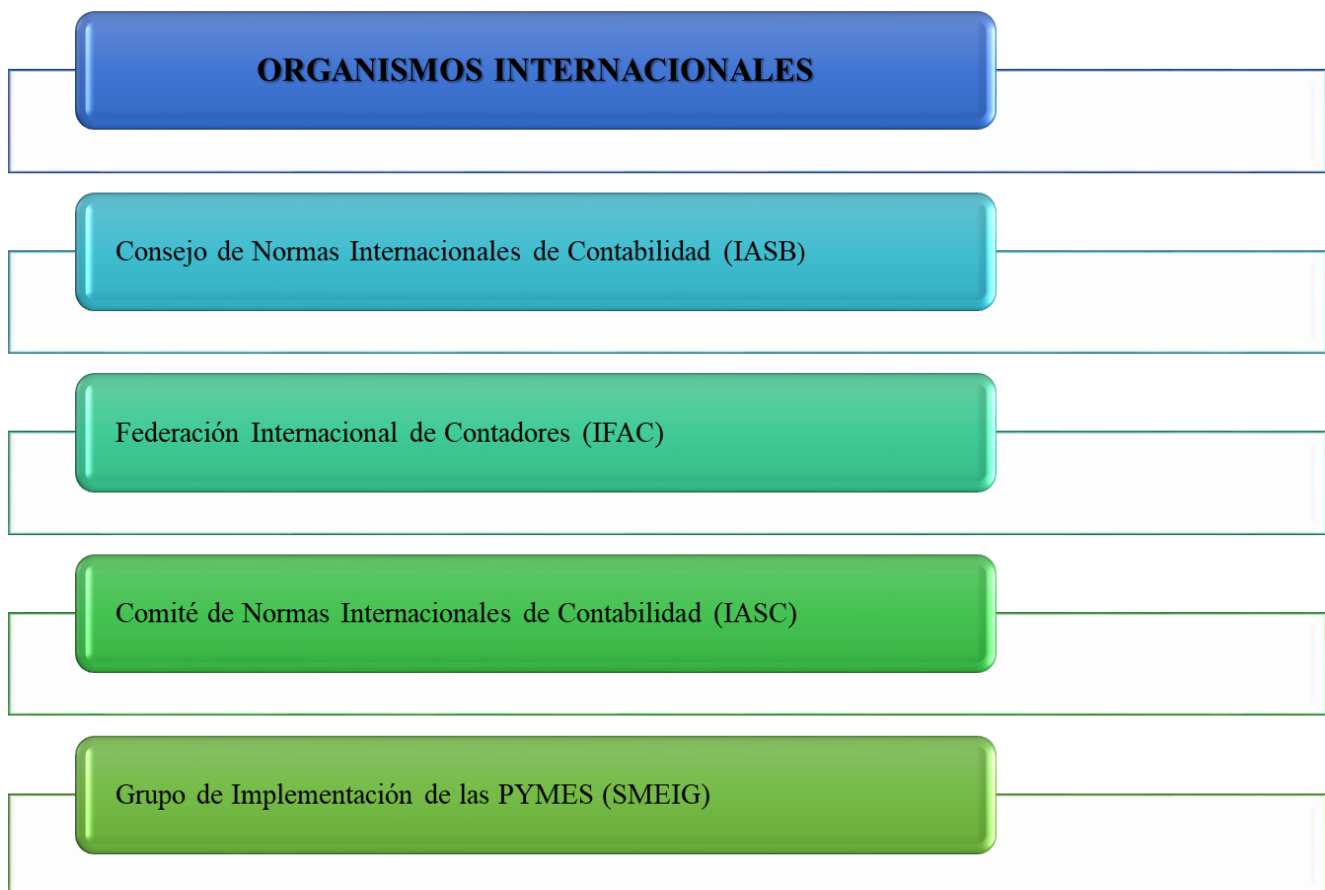 ORGANISMOS INTERNACIONALES
Consejo de Normas Internacionales de Contabilidad (IASB)
Federación Internacional de Contadores (IFAC)
Comité de Normas Internacionales de Contabilidad (IASC)
Grupo de Implementación de las PYMES (SMEIG)